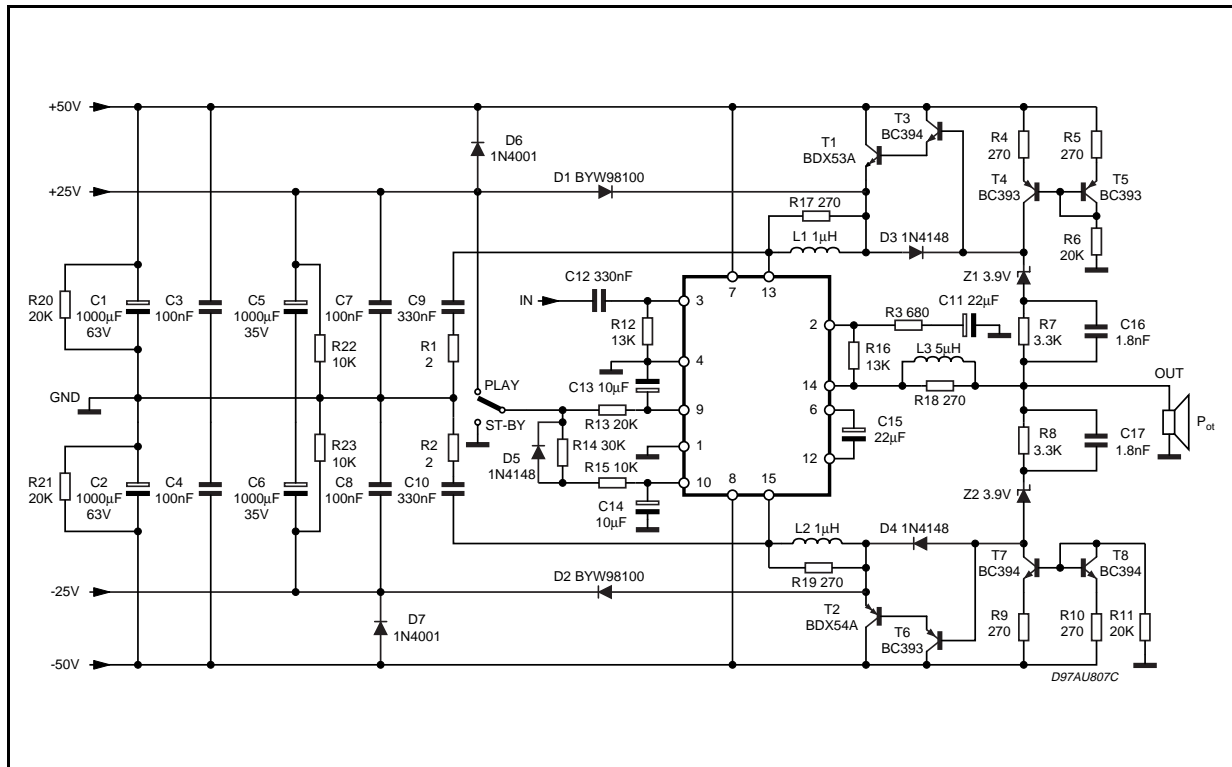 +50V
D6
1N4001
T3
BC394
T1
BDX53A
R4
270
R5
270
+25V
D1 BYW98100
T4
BC393
T5
BC393
R17 270
L1 1μH
D3 1N4148
R6
20K
Z1 3.9V
R20
20K
C1
1000μF
63V
C3
100nF
C5
1000μF
35V
R22
10K
C7
100nF
C9
330nF
R1
2
IN
C12 330nF
3
7
13
R12
13K
2
R3 680
C11 22μF
R7
3.3K
C16
1.8nF
4
R16
13K
L3 5μH
GND
PLAY
ST-BY
C13 10μF
14
R18 270
OUT
Pot
R13 20K
9
6
C15
22μF
12
R21
20K
C2
1000μF
63V
C4
100nF
C6
1000μF
35V
R23
10K
C8
100nF
R2
2
C10
330nF
D5
1N4148
R14 30K
R15 10K
1
10
8
15
C14
10μF
R8
3.3K
C17
1.8nF
Z2 3.9V
L2 1μH
D4 1N4148
R19 270
T7
BC394
T8
BC394
-25V
D2 BYW98100
D7
1N4001
T2
BDX54A
T6
BC393
R9
270
R10
270
R11
20K
-50V
D97AU807C